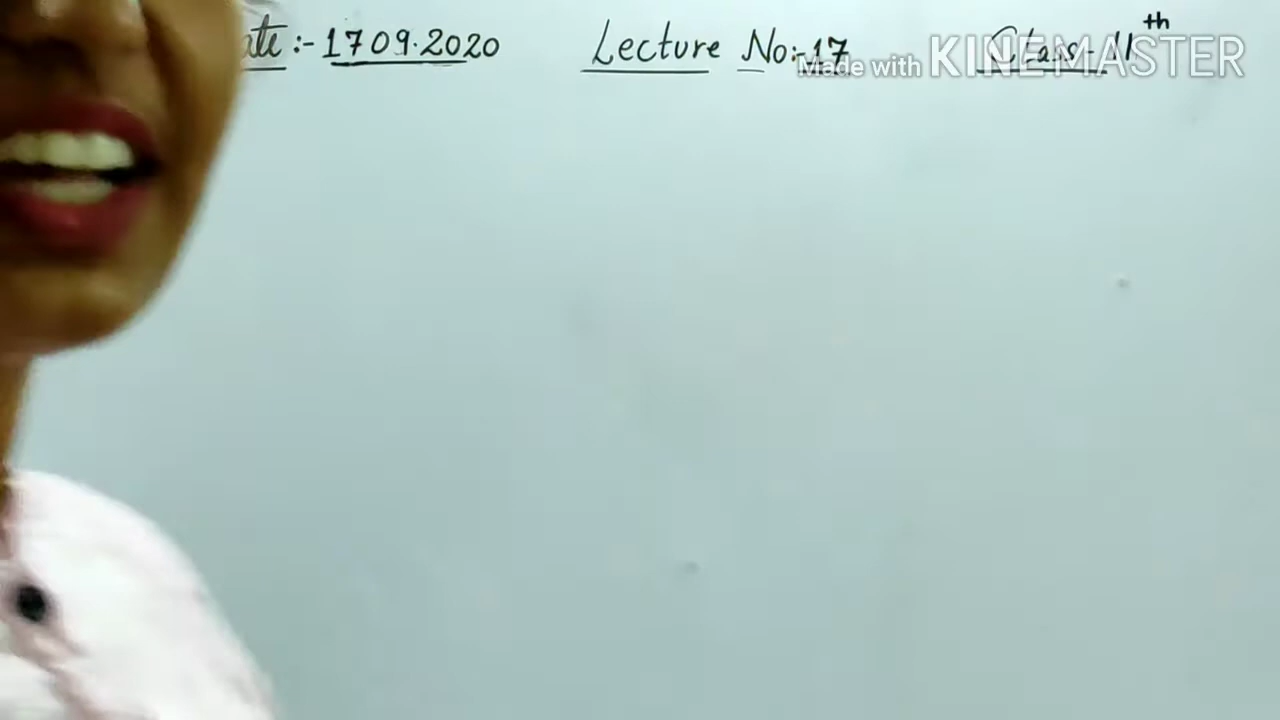 ate :- 17 09.2020 Lecture No:- 17 Class- 11th
Made with KINEMASTER